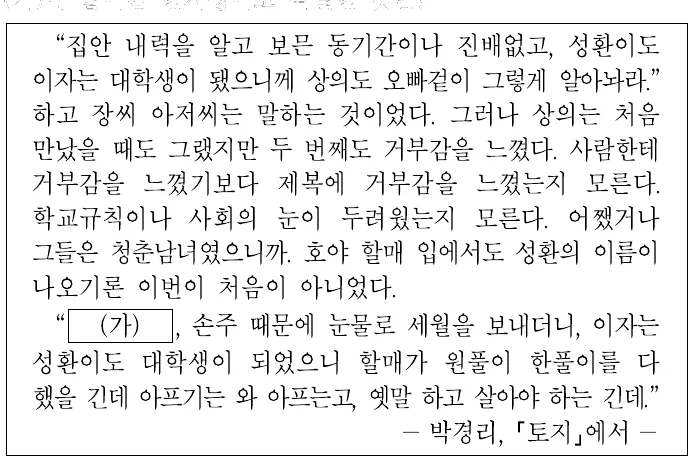 “집안 내력을 알고 보믄 동기간이나 진배없고, 성환이도
이자는 대학생이 됐으니께 상의도 오빠겉이 그렇게 알아놔라.”
하고 장씨 아저씨는 말하는 것이었다. 그러나 상의는 처음
만났을 때도 그랬지만 두 번째도 거부감을 느꼈다. 사람한테
거부감을 느꼈기보다 제복에 거부감을 느꼈는지 모른다.
학교규칙이나 사회의 눈이 두려웠는지 모른다. 어쨌거나
그들은 청춘남녀였으니까. 호야 할매 입에서도 성환의 이름이
나오기론 이번이 처음이 아니었다.
“ (가) , 손주 때문에 눈물로 세월을 보내더니, 이자는
성환이도 대학생이 되었으니 할매가 원풀이 한풀이를 다
했을 긴데 아프기는 와 아프는고, 옛말 하고 살아야 하는 긴데.”
― 박경리, 『토지』에서 ―